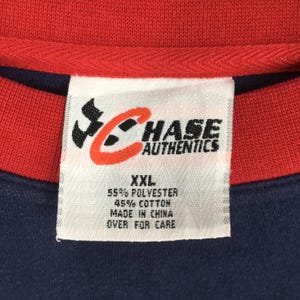 CHASE
AUTHENTICS
XXL
55% POLYESTER
45% COTTON
MADE IN CHINA
OVER FOR CARE